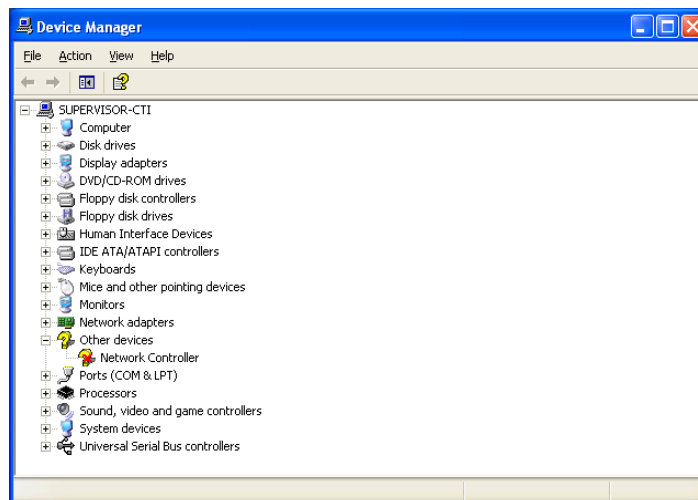 Device Manager
File Action View Help
SUPERVISOR-CTI
Computer
Disk drives
Display adapters
DVD/CD-ROM drives
Floppy disk controllers
Floppy disk drives
Human Interface Devices
IDE ATA/ATAPI controllers
Keyboards
Mice and other pointing devices
Monitors
Network adapters
Other devices
Network Controller
Ports (COM & LPT)
Processors
Sound, video and game controllers
System devices
Universal Serial Bus controllers